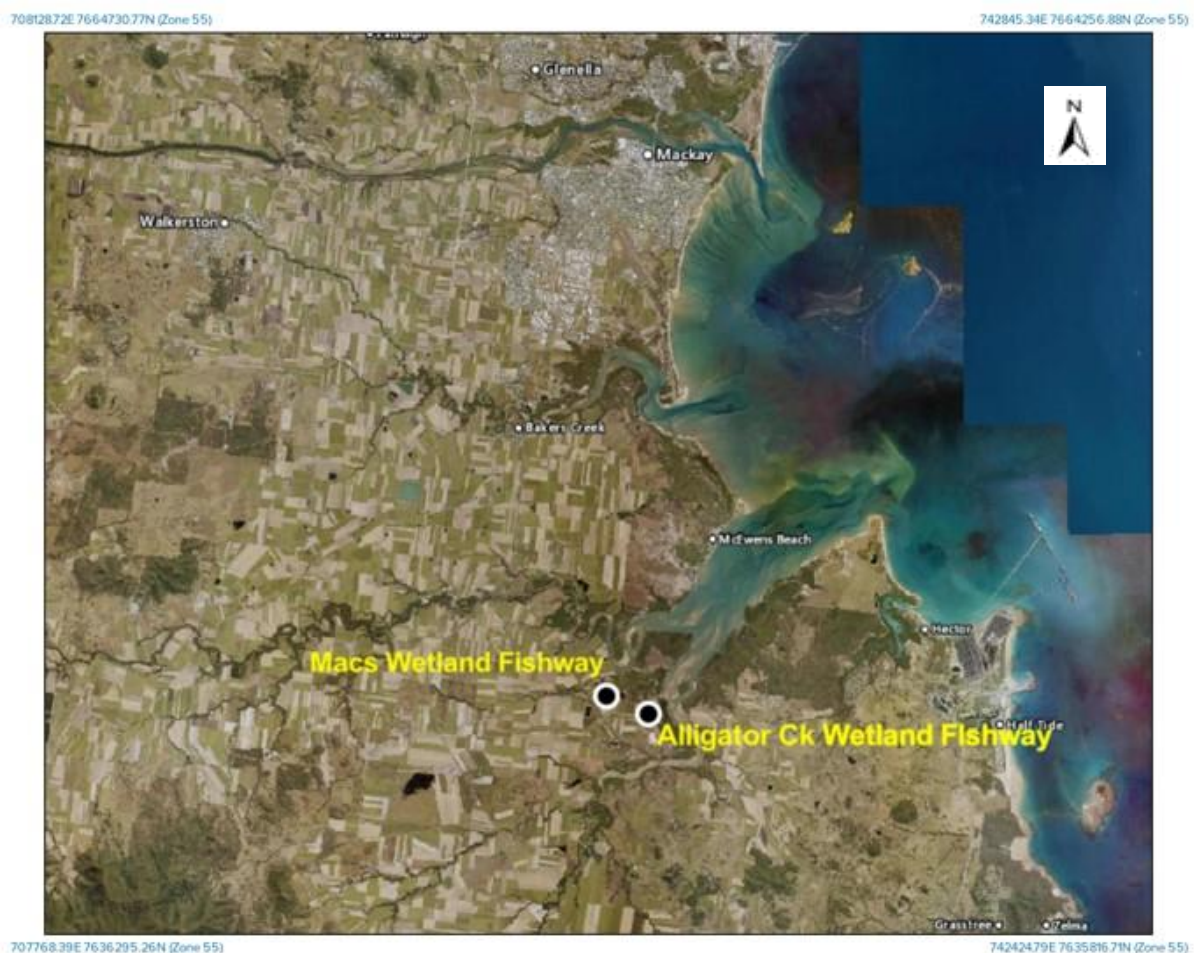 708128.72E 7664730.77N (Zone 55)
742845.34E 7664256.88N (Zone 55)
Glenella
N
Mackay
Walkerston
Bakers Creek
McEwens Beach
Hector
Macs Wetland Fishway
Half Tide
Alligator Ck Wetland FIshway
Grasstree
Zelma
707768.39E 7636295.26N (Zone 55)
742424.79E 7635816.71N (Zone 55)